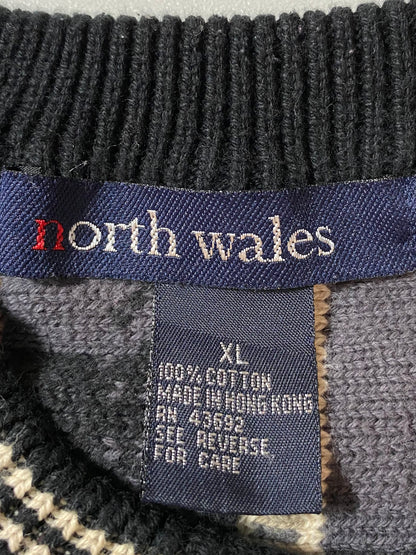 north wales
XL
100% COTTON
MADE IN HONG KONG
RN 43692
SEE REVERSE
FOR CARE